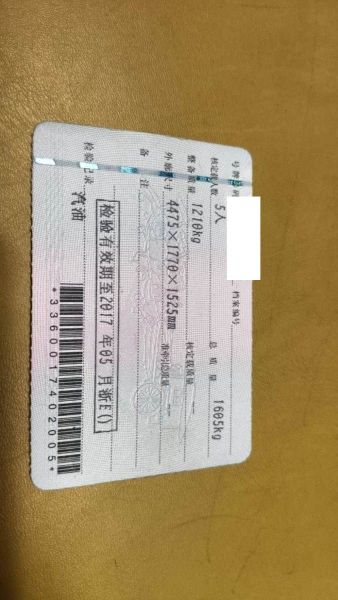 号牌号码 档案编号
核定载人数 5人 总质量 1605kg
整备质量 1210kg 核定载质量
外廓尺寸 4475×1770×1525mm 准牵引总质量
备注
检验有效期至2017年05月浙E()
检验记录 汽油
*3360017402005*